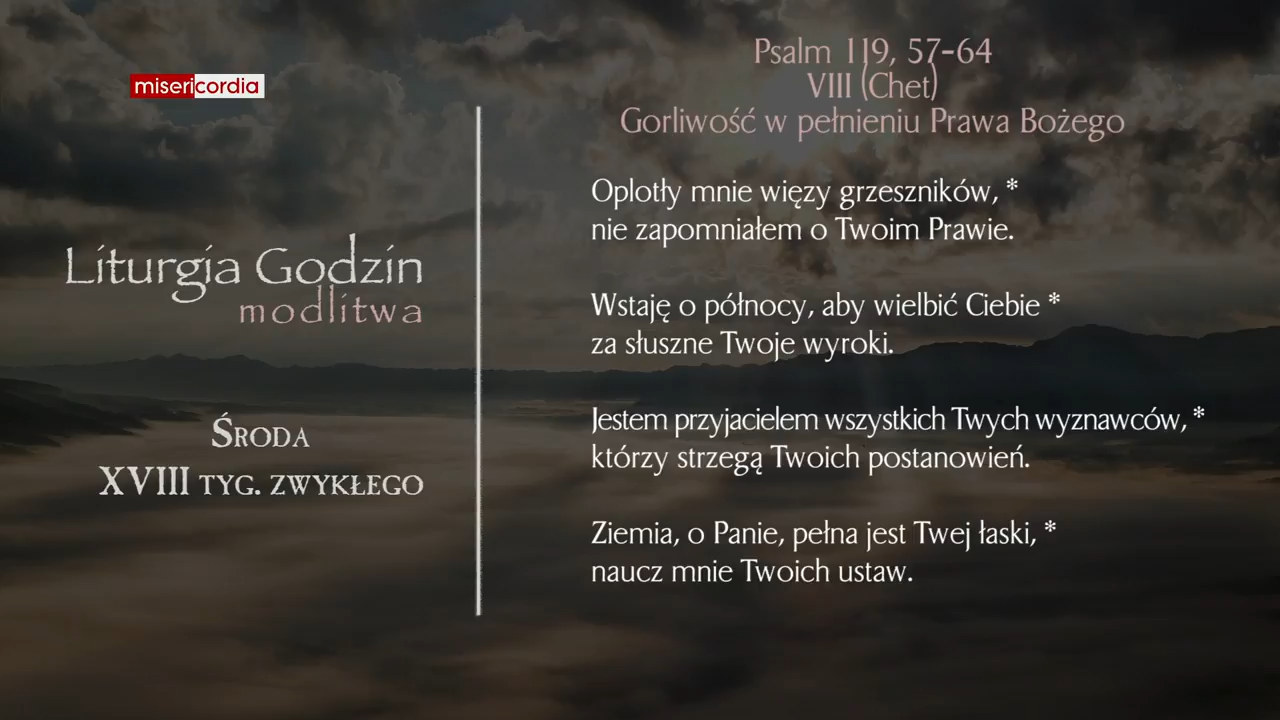 misericordia
Liturgia Godzin
modlitwa
Środa
XVIII tyg. zwykłego
Psalm 119, 57-64
VIII (Chet)
Gorliwość w pełnieniu Prawa Bożego
Oplotły mnie więzy grzeszników, *
nie zapomniałem o Twoim Prawie.
Wstaję o północy, aby wielbić Ciebie *
za słuszne Twoje wyroki.
Jestem przyjacielem wszystkich Twych wyznawców, *
którzy strzegą Twoich postanowień.
Ziemia, o Panie, pełna jest Twej łaski, *
naucz mnie Twoich ustaw.